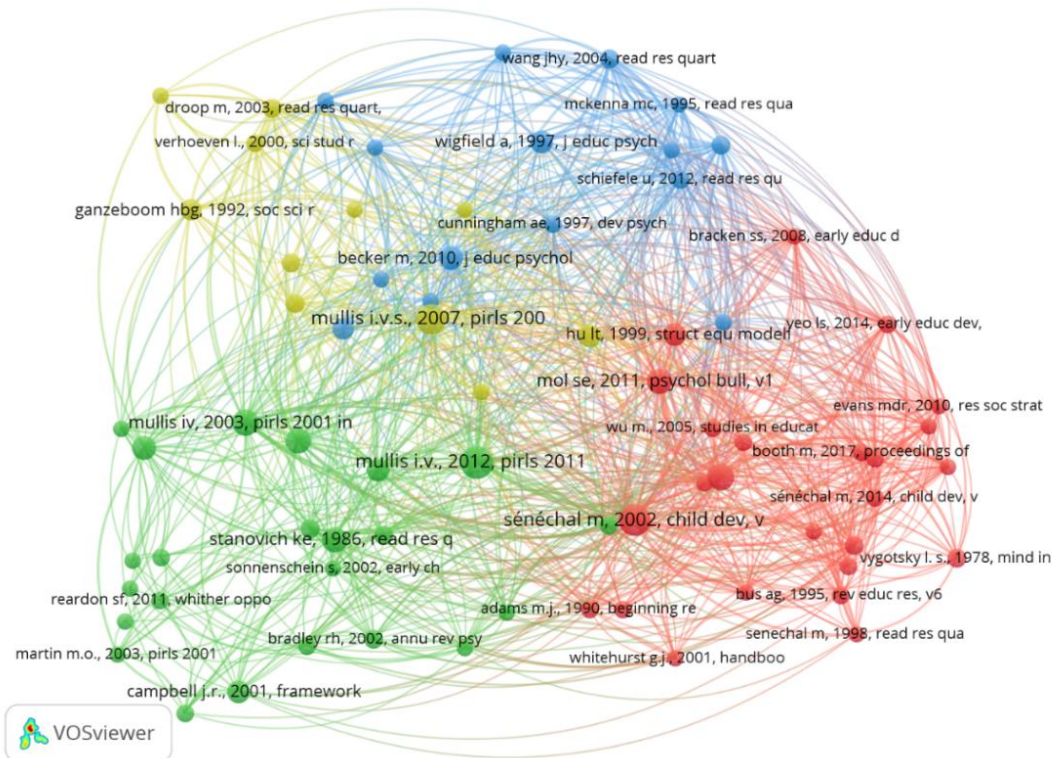 wang jhy, 2004, read res quart
droop m, 2003, read res quart,
mckenna mc, 1995, read res qua
verhoeven l., 2000, sci stud r
wigfield a, 1997, j educ psych
schiefele u, 2012, read res qu
ganzeboom hbg, 1992, soc sci r
cunningham ae, 1997, dev psych
bracken ss, 2008, early educ d
becker m, 2010, j educ psychol
mullis i.v.s., 2007, pirls 200
yeo ls, 2014, early educ dev,
hu lt, 1999, struct equ modeli
mol se, 2011, psychol bull, v1
evans mdr, 2010, res soc strat
mullis iv, 2003, pirls 2001 in
wu m., 2005, studies in educat
booth m, 2017, proceedings of
mullis i.v., 2012, pirls 2011
sénéchal m, 2014, child dev, v
sénéchal m, 2002, child dev, v
stanovich ke, 1986, read res q
vygotsky l. s., 1978, mind in
sonnenschein s, 2002, early ch
bus ag, 1995, rev educ res, v6
reardon sf, 2011, whither oppo
adams m.j., 1990, beginning re
senechal m, 1998, read res qua
bradley rh, 2002, annu rev psy
martin m.o., 2003, pirls 2001
whitehurst g.j., 2001, handboo
campbell j.r., 2001, framework
VOSviewer